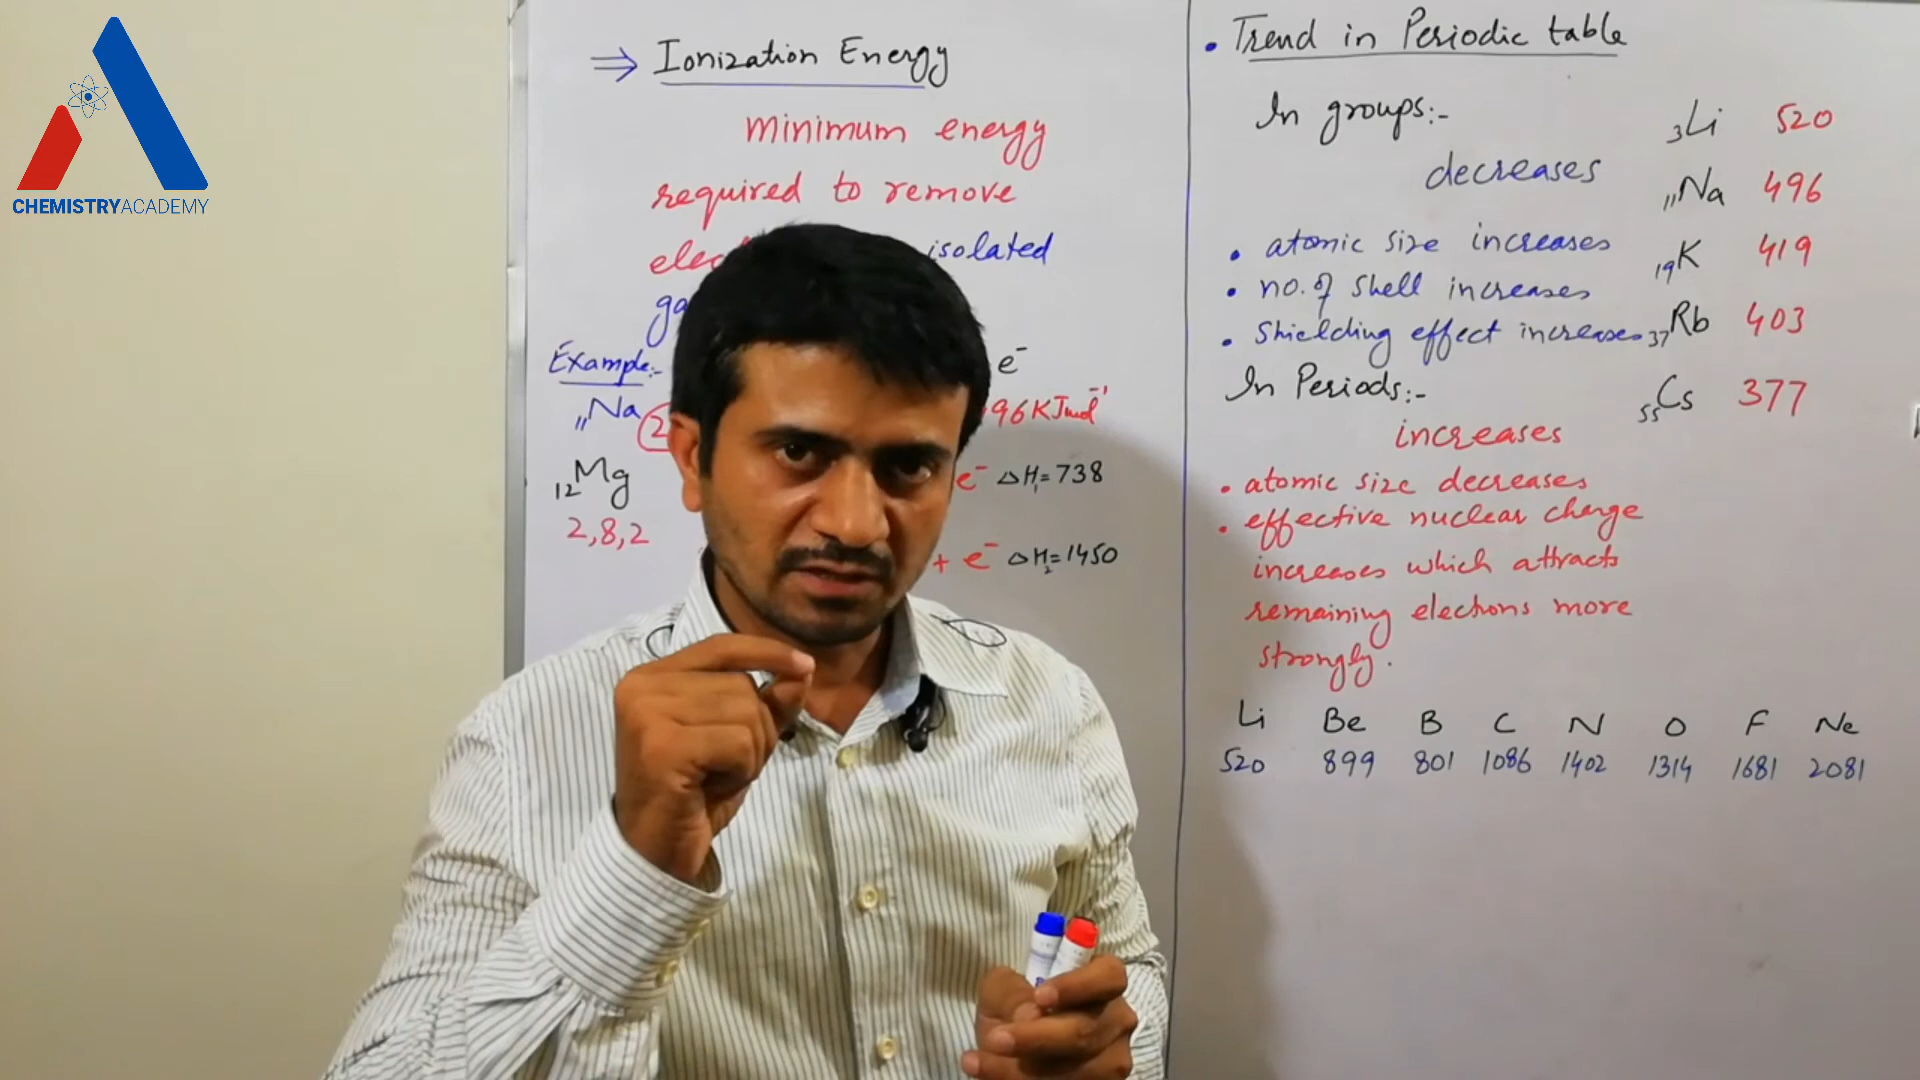 CHEMISTRYACADEMY
⇒ Ionization Energy
Minimum energy
required to remove
isolated
Example:-
11Na 2
e⁻
96 KJmol⁻¹
12Mg
e⁻ ΔH₁=738
2,8,2
+ e⁻ ΔH₂=1450
• Trend in Periodic table
In groups:-
decreases
• atomic size increases
• no. of shell increases
• Shielding effect increases
3Li 520
11Na 496
19K 419
37Rb 403
55Cs 377
In Periods:-
increases
• atomic size decreases
• effective nuclear charge
increases which attracts
remaining electrons more
strongly.
Li Be B C N O F Ne
520 899 801 1086 1402 1314 1681 2081